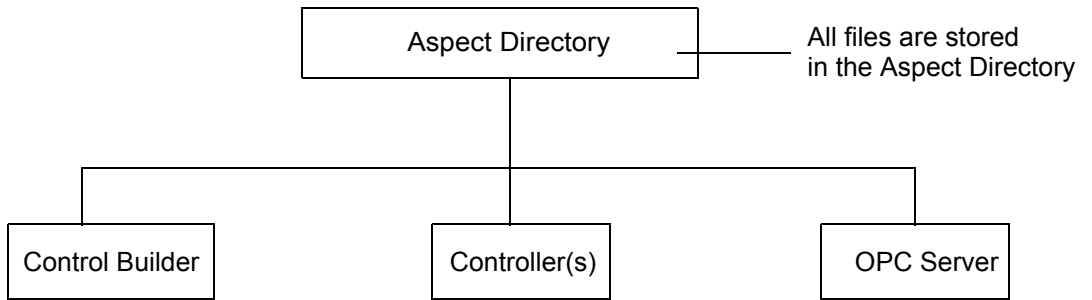 Aspect Directory
All files are stored
in the Aspect Directory
Control Builder
Controller(s)
OPC Server